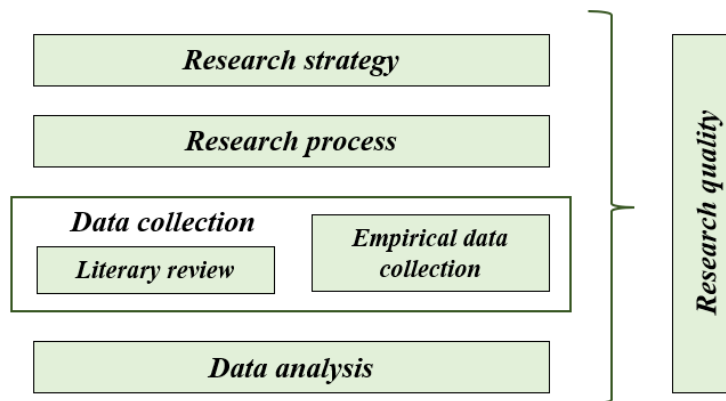 Research strategy
Research process
Data collection
Literary review
Empirical data
collection
Data analysis
Research quality